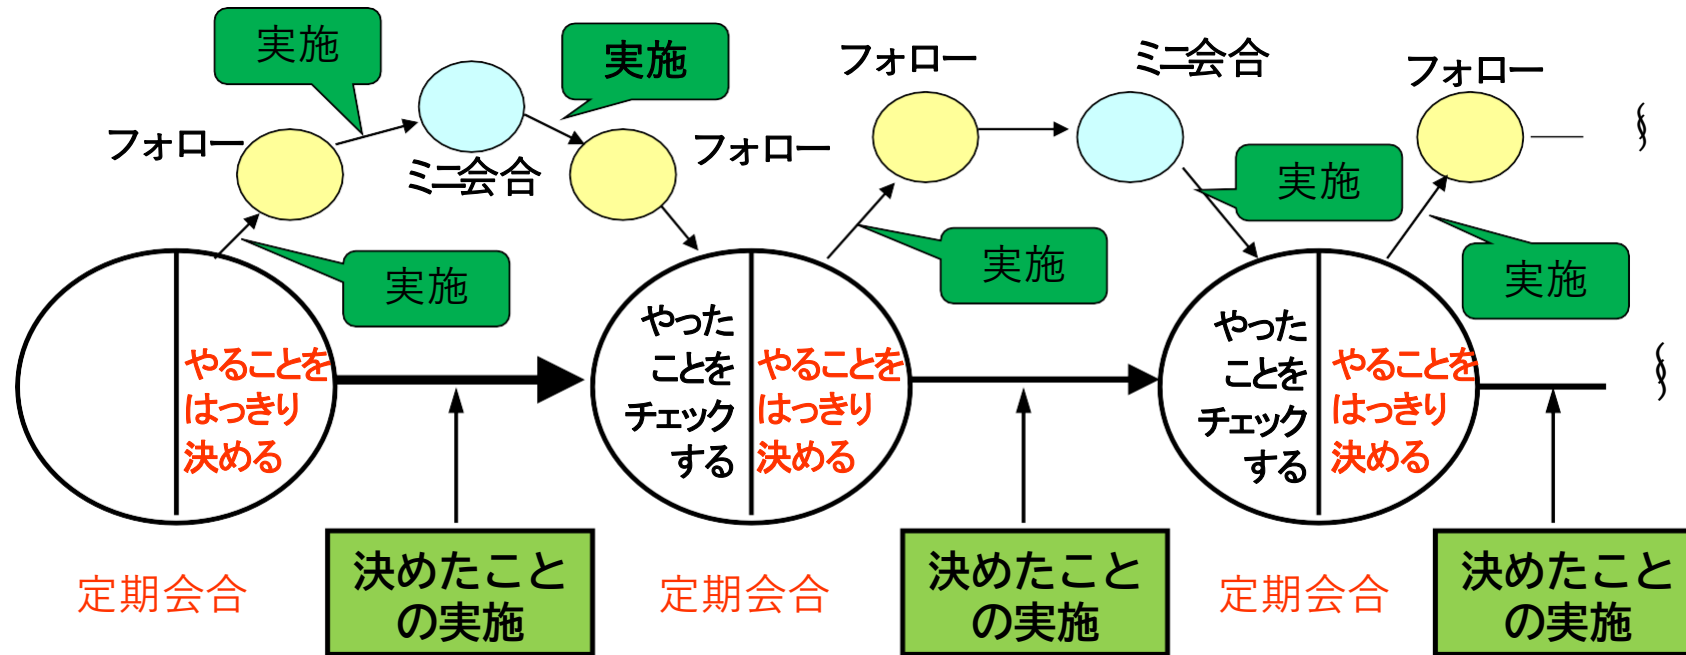 実施
実施
フォロー
ミニ会合
フォロー
実施
フォロー
ミニ会合
フォロー
実施
実施
実施
やることを
はっきり
決める
やった
ことを
チェック
する
やることを
はっきり
決める
やった
ことを
チェック
する
やることを
はっきり
決める
定期会合
決めたこと
の実施
定期会合
決めたこと
の実施
定期会合
決めたこと
の実施